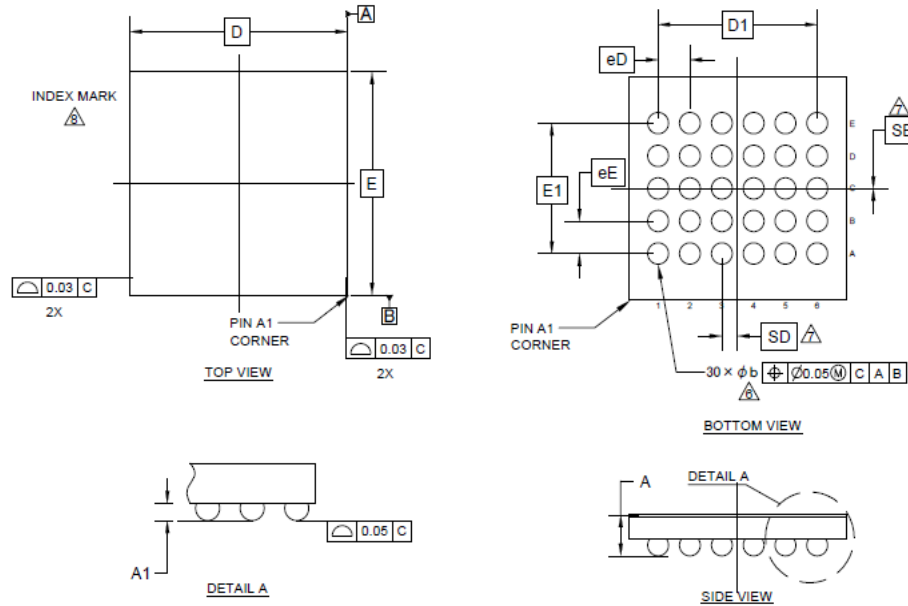 A
D
INDEX MARK
8
E
0.03 C
2X
B
PIN A1
CORNER
0.03 C
2X
TOP VIEW
D1
eD
7
SE
E
D
C
B
A
E1
eE
1 2 3 4 5 6
PIN A1
CORNER
SD 7
30 × ϕb ⌖ Ø0.05Ⓜ C A B
6
BOTTOM VIEW
A1
0.05 C
DETAIL A
A
DETAIL A
SIDE VIEW